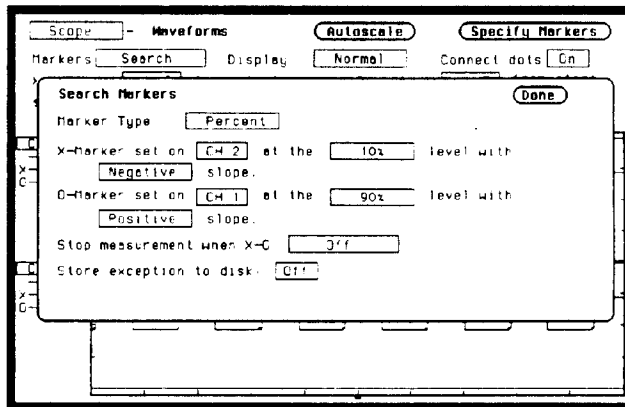 Scope - Waveforms Autoscale Specify Markers
Markers Search Display Normal Connect dots On
Search Markers Done
Marker Type Percent
X-Marker set on CH 2 at the 10% level with
Negative slope.
O-Marker set on CH 1 at the 90% level with
Positive slope.
Stop measurement when X-O Off
Store exception to disk: Off
X
O
X
O